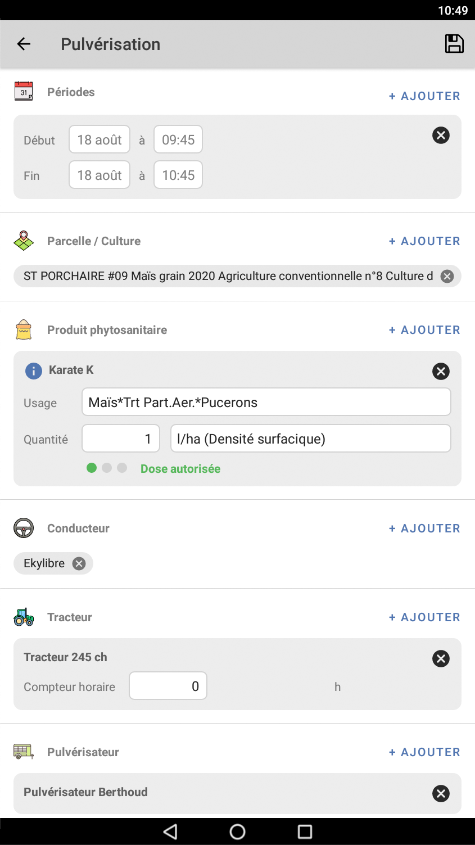 10:49
Pulvérisation
31
Périodes
+ AJOUTER
Début 18 août à 09:45
Fin 18 août à 10:45
Parcelle / Culture
+ AJOUTER
ST PORCHAIRE #09 Maïs grain 2020 Agriculture conventionnelle n°8 Culture d
Produit phytosanitaire
+ AJOUTER
Karate K
Usage Maïs*Trt Part.Aer.*Pucerons
Quantité 1 l/ha (Densité surfacique)
Dose autorisée
Conducteur
+ AJOUTER
Ekylibre
Tracteur
+ AJOUTER
Tracteur 245 ch
Compteur horaire 0 h
Pulvérisateur
+ AJOUTER
Pulvérisateur Berthoud